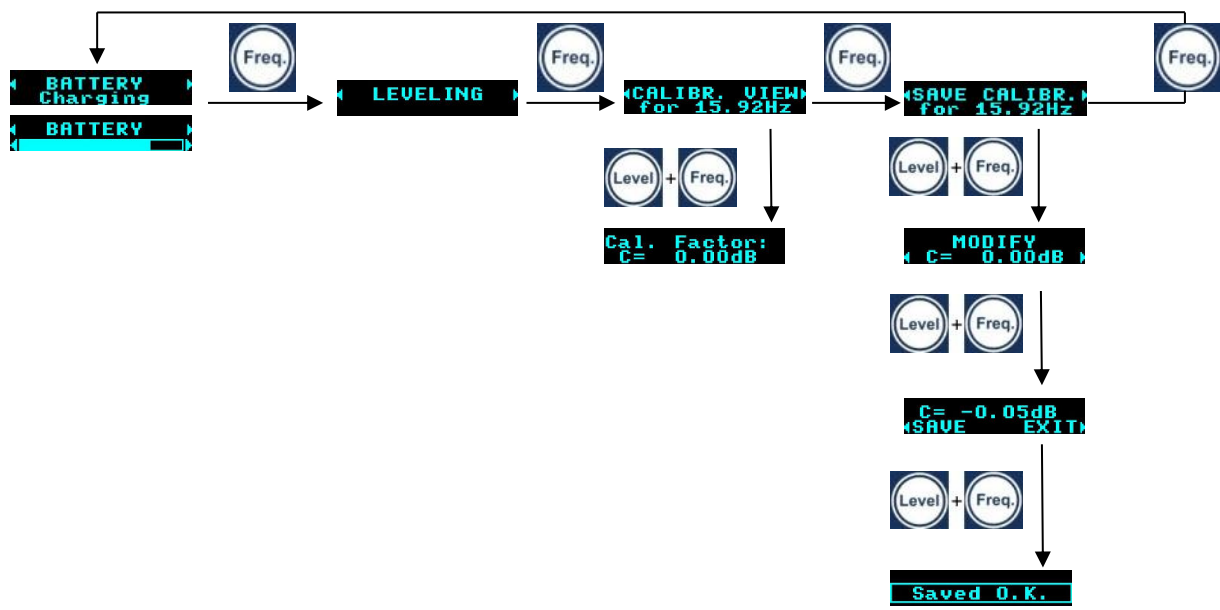 Freq.
Freq.
Freq.
Freq.
BATTERY
Charging
BATTERY
LEVELING
CALIBR. VIEW
for 15.92Hz
SAVE CALIBR.
for 15.92Hz
Level + Freq.
Level + Freq.
Cal. Factor:
C= 0.00dB
MODIFY
C= 0.00dB
Level + Freq.
C= -0.05dB
SAVE EXIT
Level + Freq.
Saved O.K.